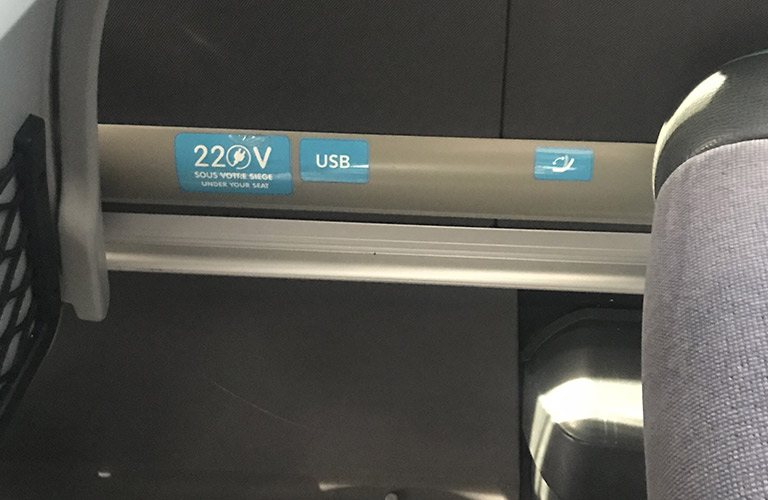 220V
SOUS VOTRE SIEGE
UNDER YOUR SEAT
USB